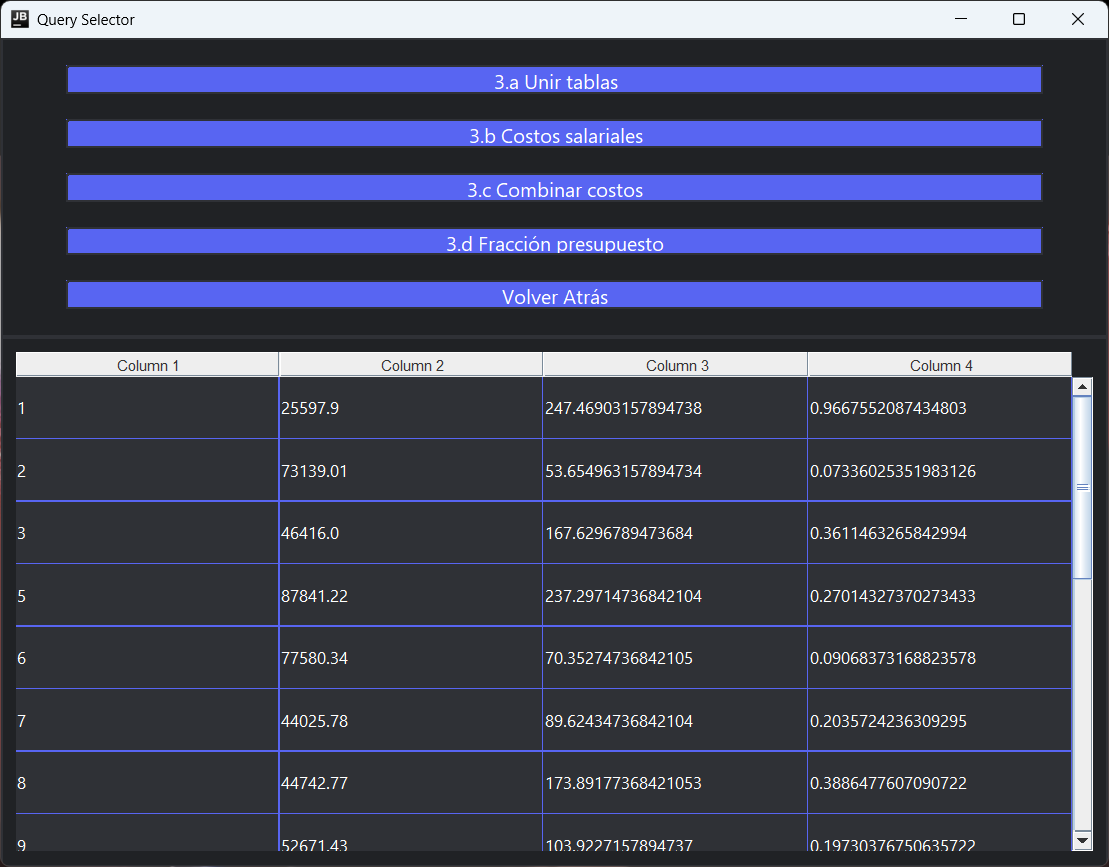 JB Query Selector
3.a Unir tablas
3.b Costos salariales
3.c Combinar costos
3.d Fracción presupuesto
Volver Atrás
Column 1 Column 2 Column 3 Column 4
1 25597.9 247.46903157894738 0.9667552087434803
2 73139.01 53.654963157894734 0.07336025351983126
3 46416.0 167.6296789473684 0.3611463265842994
5 87841.22 237.29714736842104 0.27014327370273433
6 77580.34 70.35274736842105 0.09068373168823578
7 44025.78 89.62434736842104 0.2035724236309295
8 44742.77 173.89177368421053 0.3886477607090722
9 52671.43 103.9227157894737 0.19730376750635722